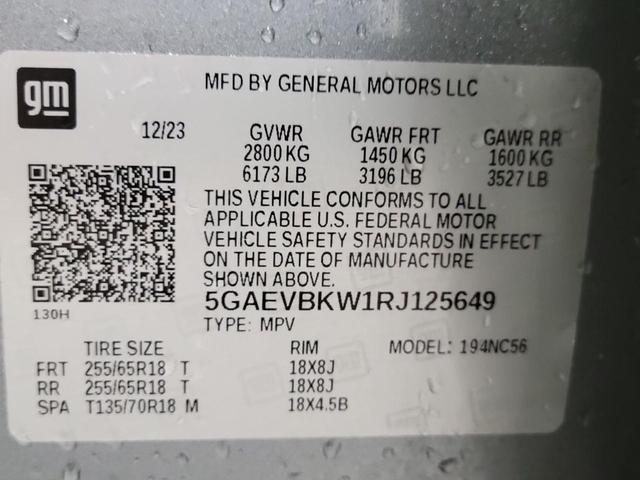 gm
MFD BY GENERAL MOTORS LLC
12/23 GVWR GAWR FRT GAWR RR
2800 KG 1450 KG 1600 KG
6173 LB 3196 LB 3527 LB
THIS VEHICLE CONFORMS TO ALL
APPLICABLE U.S. FEDERAL MOTOR
VEHICLE SAFETY STANDARDS IN EFFECT
ON THE DATE OF MANUFACTURE
SHOWN ABOVE.
5GAEVBKW1RJ125649
130H
TYPE: MPV
TIRE SIZE RIM MODEL: 194NC56
FRT 255/65R18 T 18X8J
RR 255/65R18 T 18X8J
SPA T135/70R18 M 18X4.5B